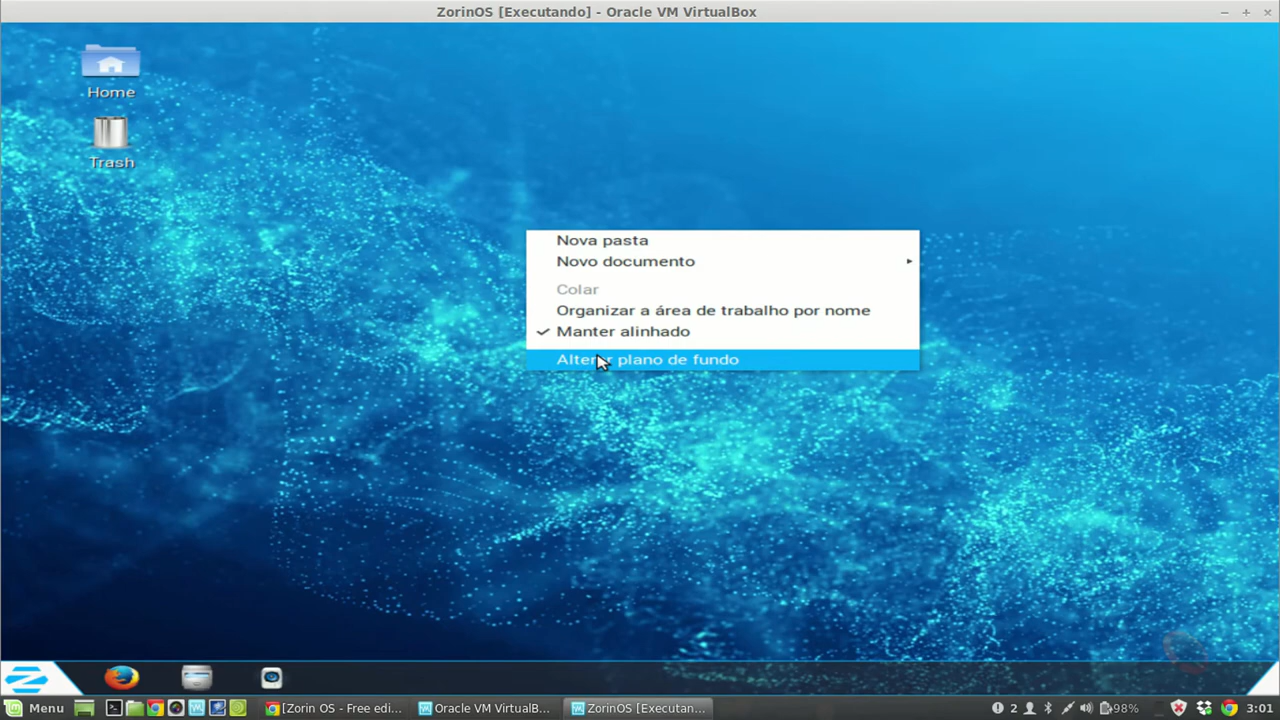 ZorinOS [Executando] - Oracle VM VirtualBox
Home
Trash
Nova pasta
Novo documento
Colar
Organizar a área de trabalho por nome
Manter alinhado
Alterar plano de fundo
Menu
[Zorin OS - Free edi...
Oracle VM VirtualB...
ZorinOS [Executan...
2
98%
3:01